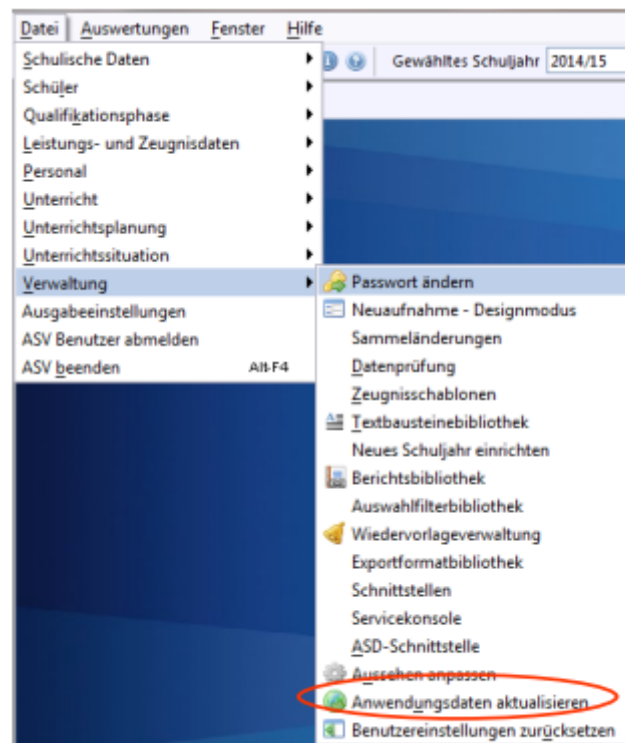 Datei Auswertungen Fenster Hilfe
Gewähltes Schuljahr 2014/15
Schulische Daten
Schüler
Qualifikationsphase
Leistungs- und Zeugnisdaten
Personal
Unterricht
Unterrichtsplanung
Unterrichtssituation
Verwaltung
Ausgabeeinstellungen
ASV Benutzer abmelden
ASV beenden Alt-F4
Passwort ändern
Neuaufnahme - Designmodus
Sammeländerungen
Datenprüfung
Zeugnisschablonen
Textbausteinebibliothek
Neues Schuljahr einrichten
Berichtsbibliothek
Auswahlfilterbibliothek
Wiedervorlageverwaltung
Exportformatbibliothek
Schnittstellen
Servicekonsole
ASD-Schnittstelle
Aussehen anpassen
Anwendungsdaten aktualisieren
Benutzereinstellungen zurücksetzen